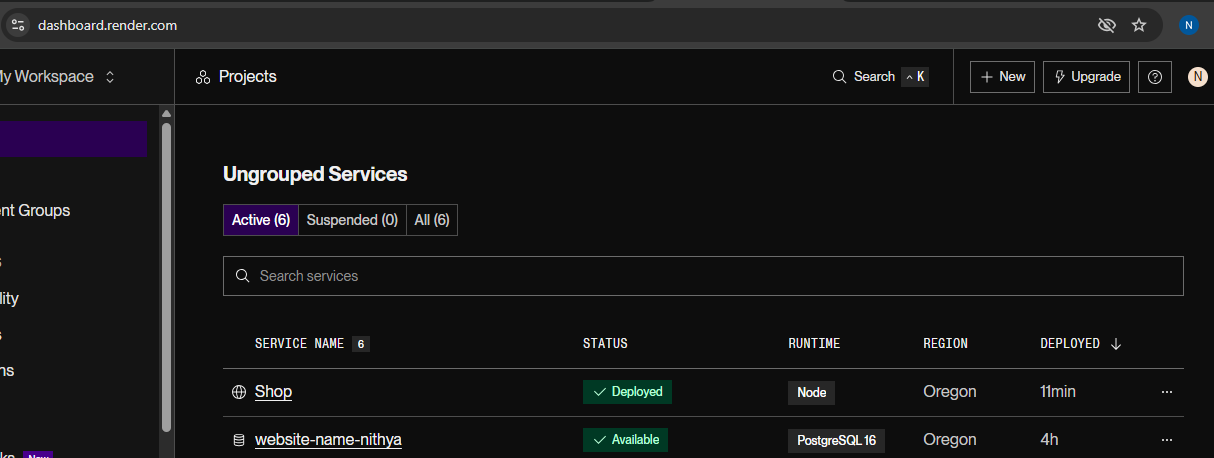 dashboard.render.com
N
My Workspace
Projects
Search
K
+ New
Upgrade
?
N
Ungrouped Services
nt Groups
Active (6)
Suspended (0)
All (6)
s
Search services
lity
s
SERVICE NAME 6
STATUS
RUNTIME
REGION
DEPLOYED
ns
Shop
Deployed
Node
Oregon
11min
...
website-name-nithya
Available
PostgreSQL 16
Oregon
4h
...
ks New